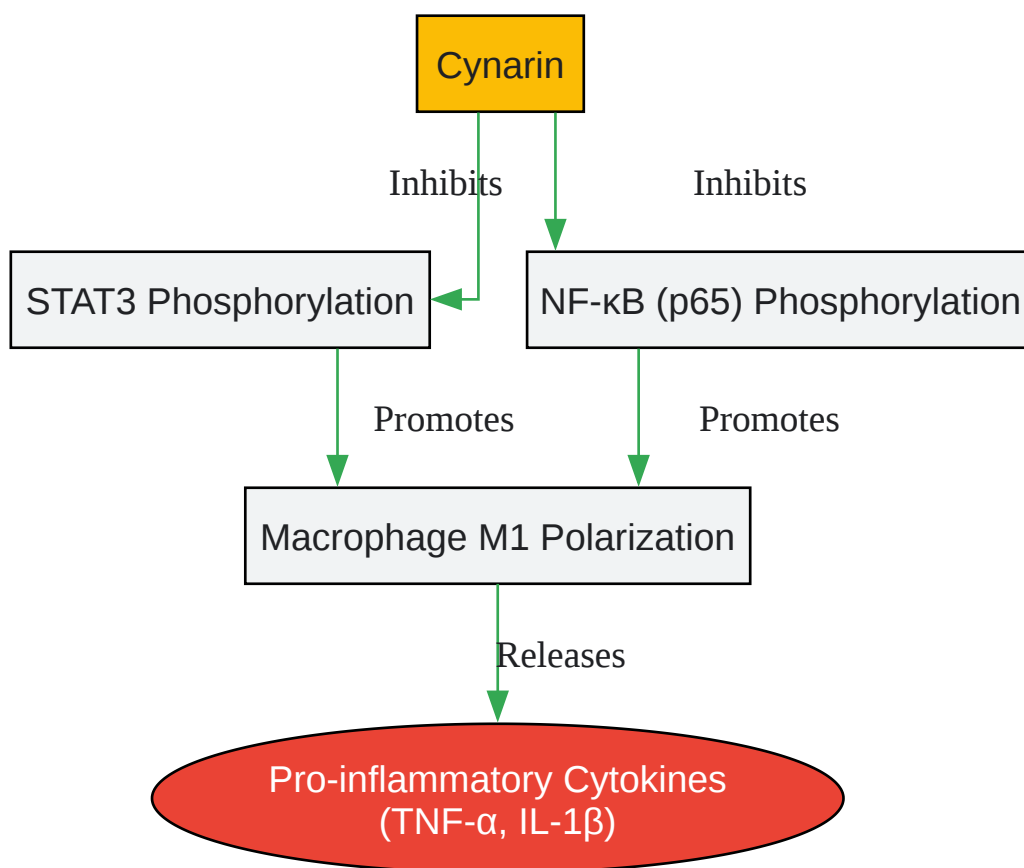 Cynarin
Inhibits
Inhibits
STAT3 Phosphorylation
NF-κB (p65) Phosphorylation
Promotes
Promotes
Macrophage M1 Polarization
Releases
Pro-inflammatory Cytokines
(TNF-α, IL-1β)